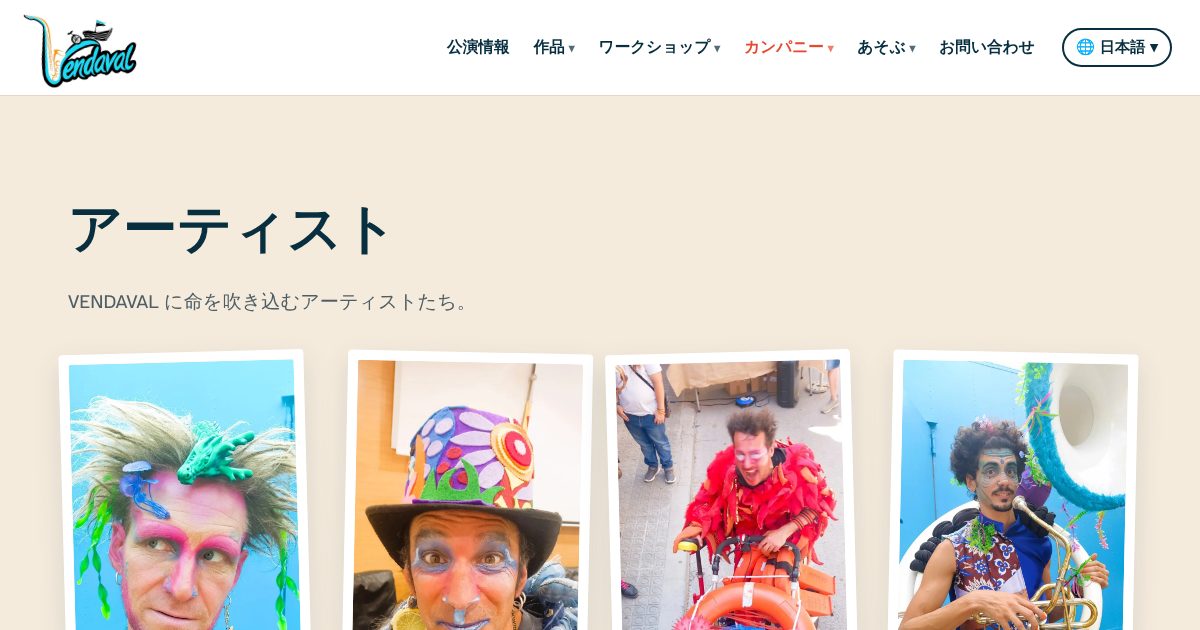 Vendaval
公演情報 作品 ▾ ワークショップ ▾ カンパニー ▾ あそぶ ▾ お問い合わせ 🌐 日本語 ▾
アーティスト
VENDAVAL に命を吹き込むアーティストたち。